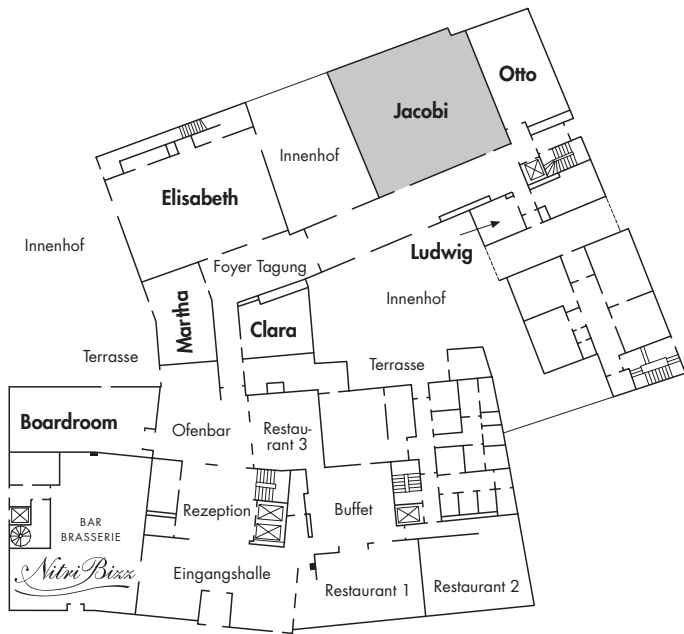 Otto
Jacobi
Innenhof
Elisabeth
Innenhof
Ludwig
Foyer Tagung
Innenhof
Martha
Clara
Terrasse
Terrasse
Boardroom
Ofenbar
Restau-
rant 3
Rezeption
Buffet
BAR
BRASSERIE
NitriBizz
Eingangshalle
Restaurant 1
Restaurant 2